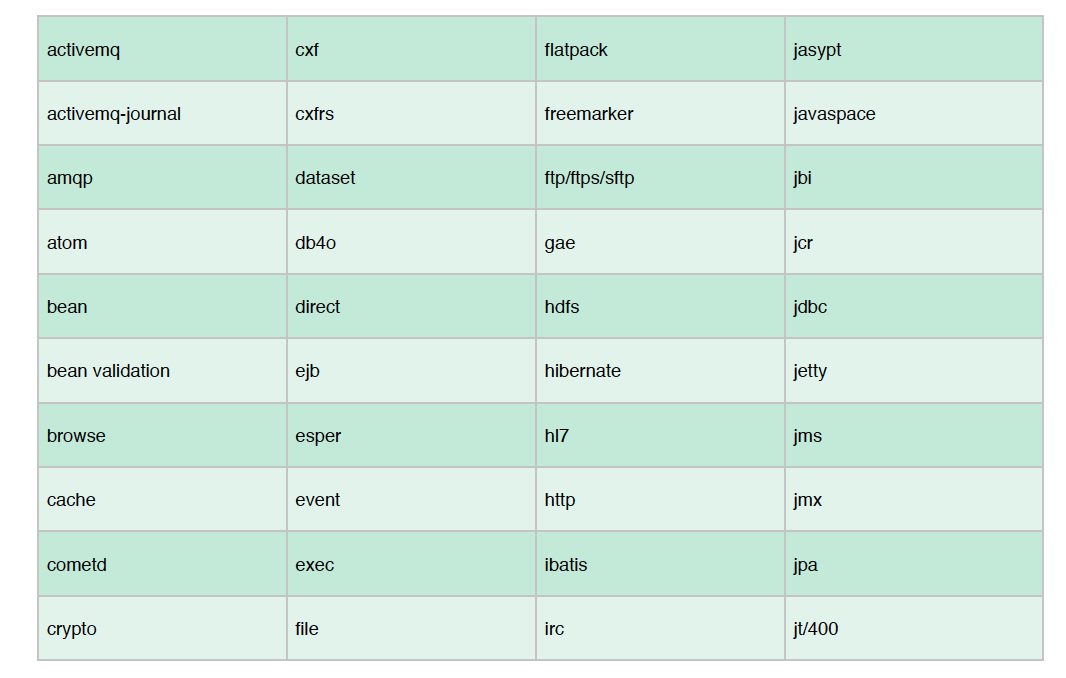 activemq cxf flatpack jasypt
activemq-journal cxfrs freemarker javaspace
amqp dataset ftp/ftps/sftp jbi
atom db4o gae jcr
bean direct hdfs jdbc
bean validation ejb hibernate jetty
browse esper hl7 jms
cache event http jmx
cometd exec ibatis jpa
crypto file irc jt/400